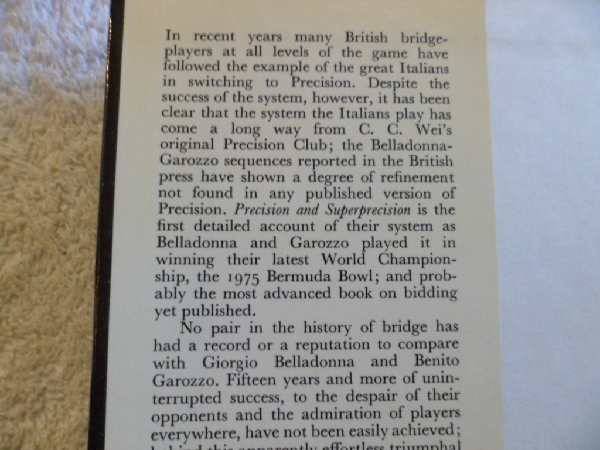 In recent years many British bridge-
players at all levels of the game have
followed the example of the great Italians
in switching to Precision. Despite the
success of the system, however, it has been
clear that the system the Italians play has
come a long way from C. C. Wei's
original Precision Club; the Belladonna-
Garozzo sequences reported in the British
press have shown a degree of refinement
not found in any published version of
Precision. Precision and Superprecision is the
first detailed account of their system as
Belladonna and Garozzo played it in
winning their latest World Champion-
ship, the 1975 Bermuda Bowl; and prob-
ably the most advanced book on bidding
yet published.
No pair in the history of bridge has
had a record or a reputation to compare
with Giorgio Belladonna and Benito
Garozzo. Fifteen years and more of unin-
terrupted success, to the despair of their
opponents and the admiration of players
everywhere, have not been easily achieved;
behind this apparently effortless triumphal